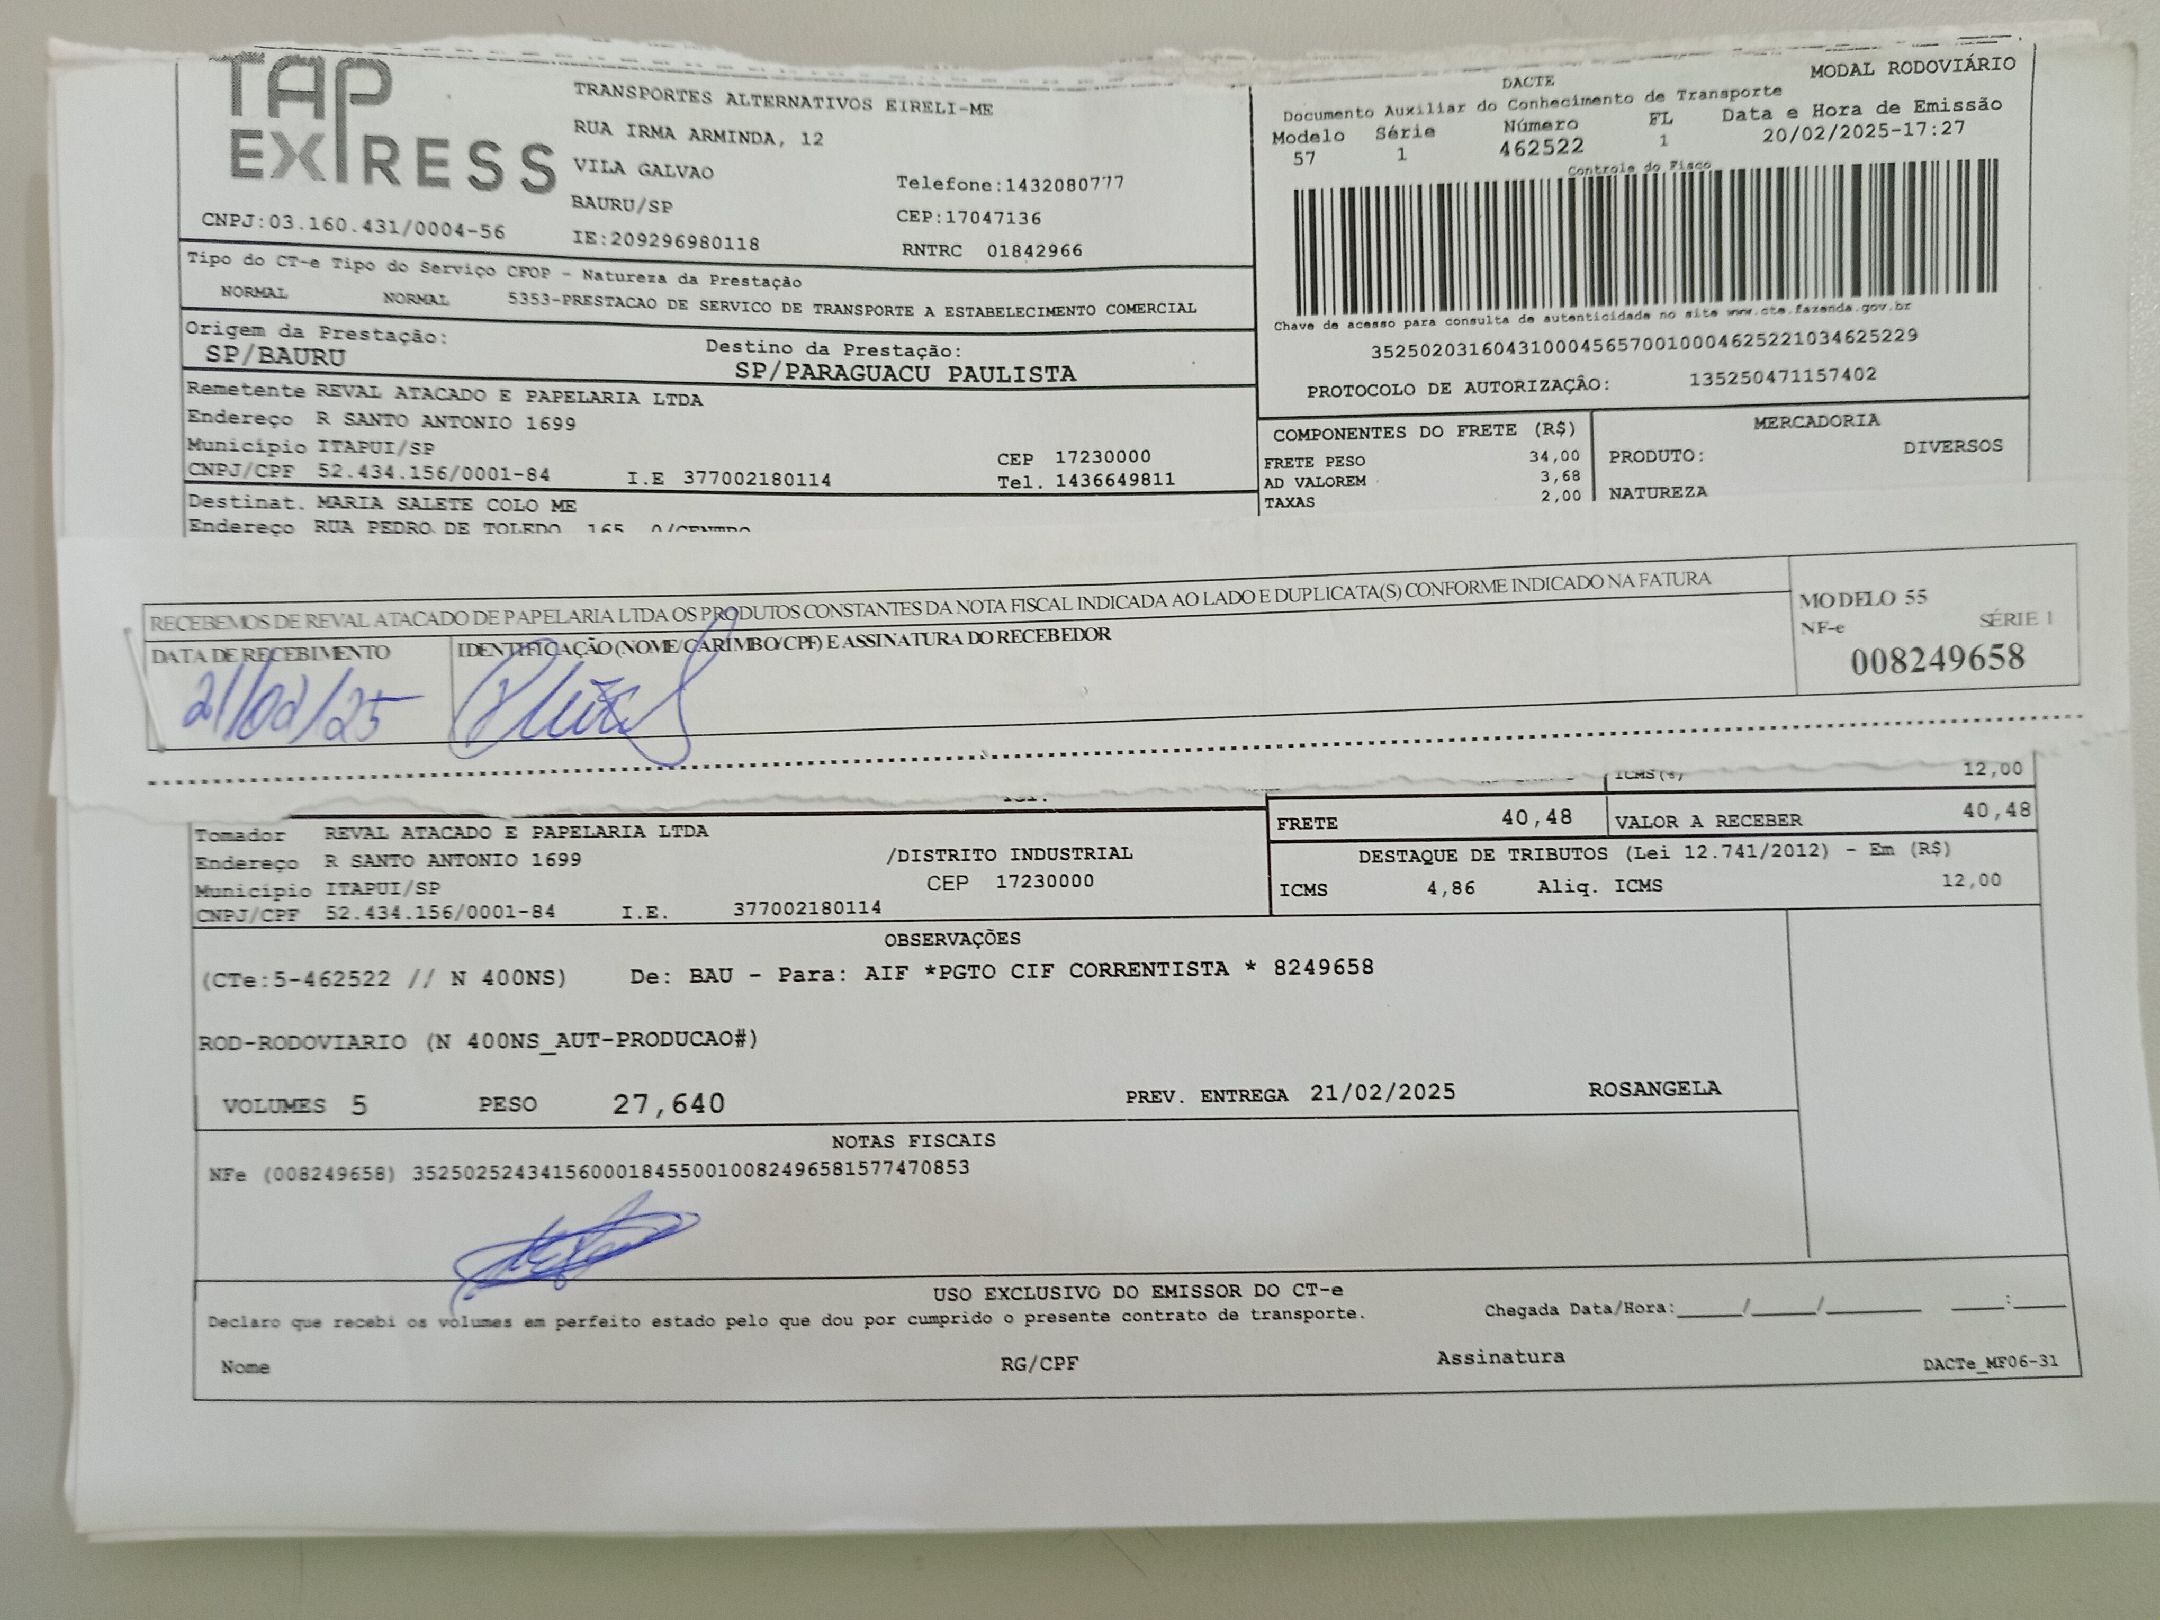 TAP EXPRESS
TRANSPORTES ALTERNATIVOS EIRELI-ME
RUA IRMA ARMINDA, 12
VILA GALVAO
Telefone:1432080777
BAURU/SP
CEP:17047136
CNPJ:03.160.431/0004-56
IE:209296980118
RNTRC 01842966
DACTE
MODAL RODOVIÁRIO
Documento Auxiliar do Conhecimento de Transporte
Modelo Série Número FL Data e Hora de Emissão
57 1 462522 1 20/02/2025-17:27
Controle do Fisco
Chave de acesso para consulta de autenticidade no site www.cte.fazenda.gov.br
35250203160431000456570010004625221034625229
PROTOCOLO DE AUTORIZAÇÃO: 135250471157402
Tipo do CT-e Tipo do Serviço CFOP - Natureza da Prestação
NORMAL NORMAL 5353-PRESTACAO DE SERVICO DE TRANSPORTE A ESTABELECIMENTO COMERCIAL
Origem da Prestação: Destino da Prestação:
SP/BAURU SP/PARAGUACU PAULISTA
Remetente REVAL ATACADO E PAPELARIA LTDA
Endereço R SANTO ANTONIO 1699
Município ITAPUI/SP CEP 17230000
CNPJ/CPF 52.434.156/0001-84 I.E 377002180114 Tel. 1436649811
Destinat. MARIA SALETE COLO ME
Endereço RUA PEDRO DE TOLEDO 165 0/CENTRO
COMPONENTES DO FRETE (R$) MERCADORIA
FRETE PESO 34,00 PRODUTO: DIVERSOS
AD VALOREM 3,68
TAXAS 2,00 NATUREZA
RECEBEMOS DE REVAL ATACADO DE PAPELARIA LTDA OS PRODUTOS CONSTANTES DA NOTA FISCAL INDICADA AO LADO E DUPLICATA(S) CONFORME INDICADO NA FATURA
DATA DE RECEBIMENTO IDENTIFICAÇÃO (NOME/CARIMBO/CPF) E ASSINATURA DO RECEBEDOR
21/02/25
MODELO 55
NF-e SÉRIE 1
008249658
ICMS(%) 12,00
FRETE 40,48 VALOR A RECEBER 40,48
DESTAQUE DE TRIBUTOS (Lei 12.741/2012) - Em (R$)
ICMS 4,86 Aliq. ICMS 12,00
Tomador REVAL ATACADO E PAPELARIA LTDA
Endereço R SANTO ANTONIO 1699 /DISTRITO INDUSTRIAL
Município ITAPUI/SP CEP 17230000
CNPJ/CPF 52.434.156/0001-84 I.E. 377002180114
OBSERVAÇÕES
(CTe:5-462522 // N 400NS) De: BAU - Para: AIF *PGTO CIF CORRENTISTA * 8249658
ROD-RODOVIARIO (N 400NS_AUT-PRODUCAO#)
VOLUMES 5 PESO 27,640 PREV. ENTREGA 21/02/2025 ROSANGELA
NOTAS FISCAIS
NFe (008249658) 35250252434156000184550010082496581577470853
USO EXCLUSIVO DO EMISSOR DO CT-e
Declaro que recebi os volumes em perfeito estado pelo que dou por cumprido o presente contrato de transporte.
Chegada Data/Hora:____/____/______ ____:____
Nome RG/CPF Assinatura DACTe_MF06-31